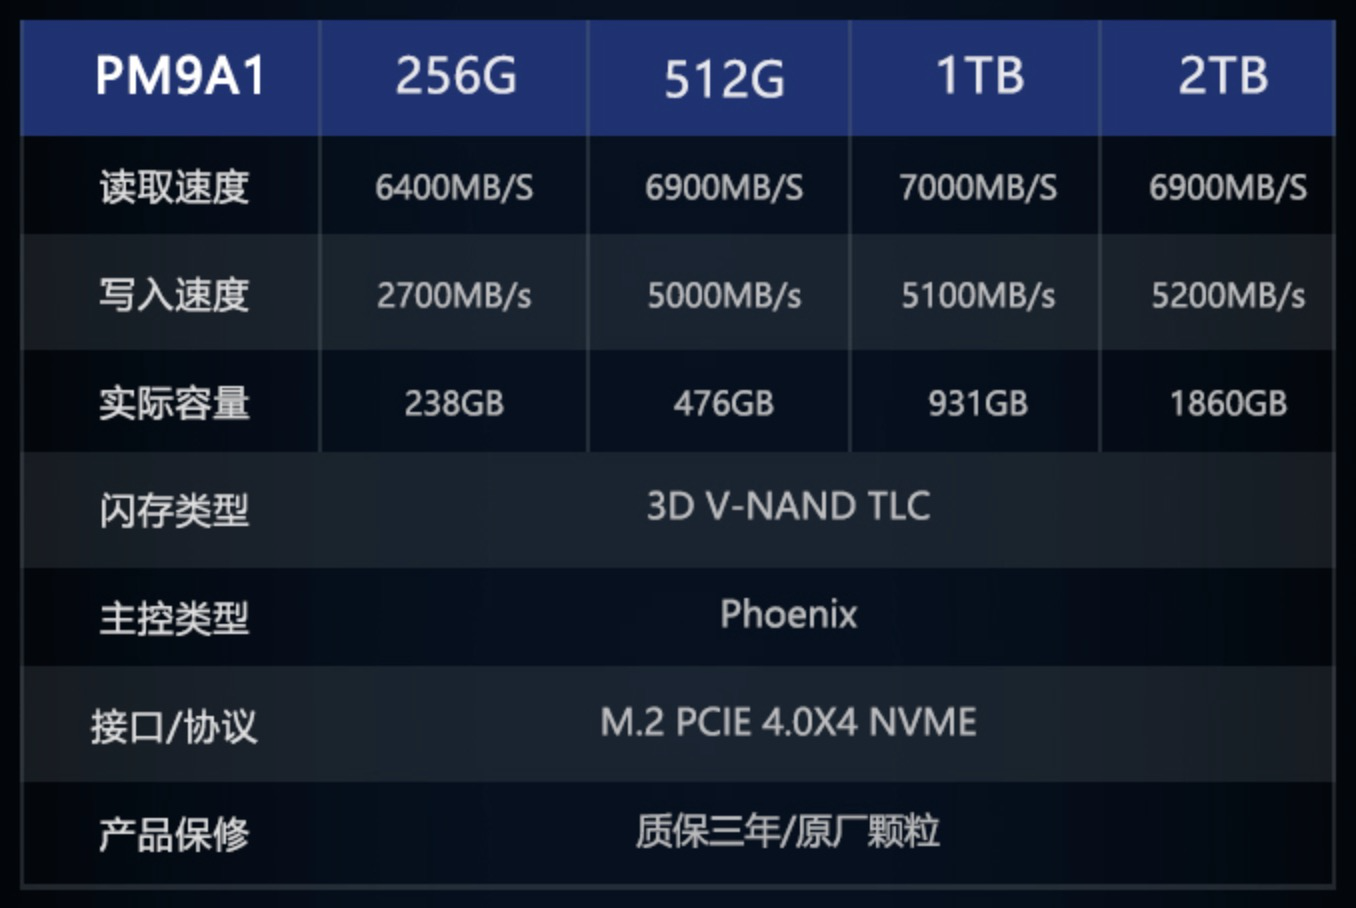 PM9A1 256G 512G 1TB 2TB
读取速度 6400MB/S 6900MB/S 7000MB/S 6900MB/S
写入速度 2700MB/s 5000MB/s 5100MB/s 5200MB/s
实际容量 238GB 476GB 931GB 1860GB
闪存类型 3D V-NAND TLC
主控类型 Phoenix
接口/协议 M.2 PCIE 4.0X4 NVME
产品保修 质保三年/原厂颗粒